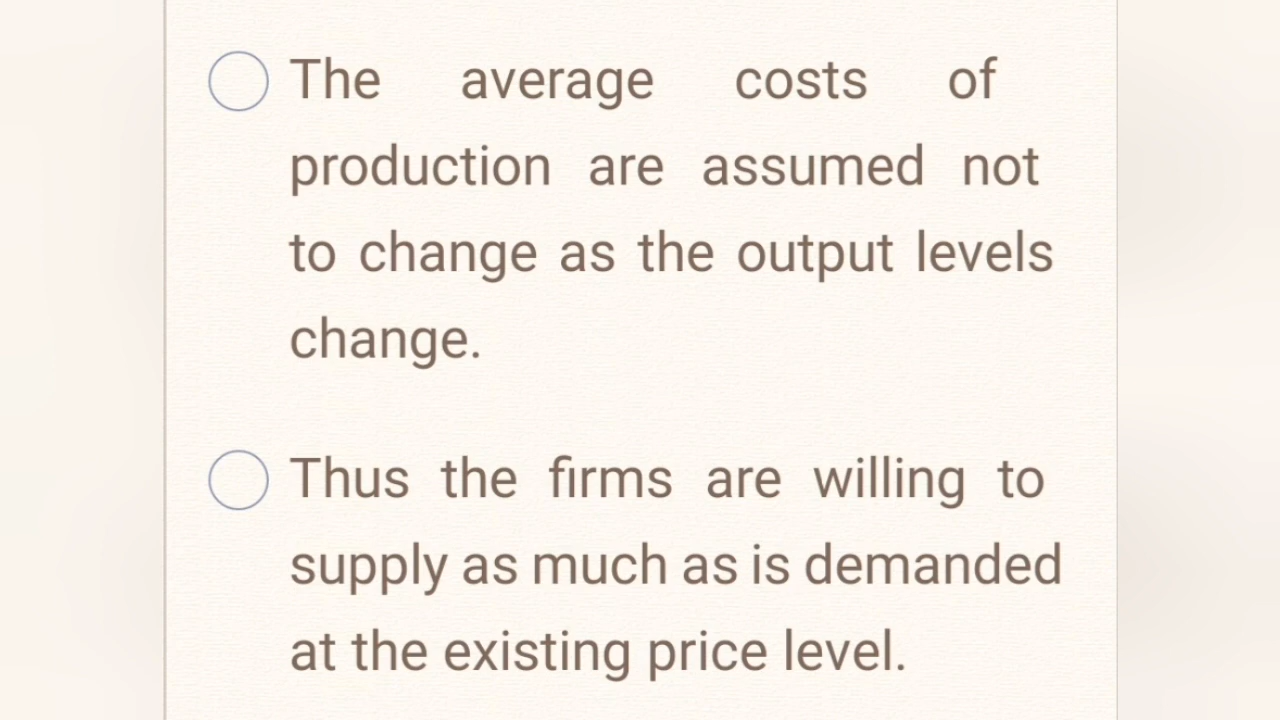 The average costs of
production are assumed not
to change as the output levels
change.
Thus the firms are willing to
supply as much as is demanded
at the existing price level.